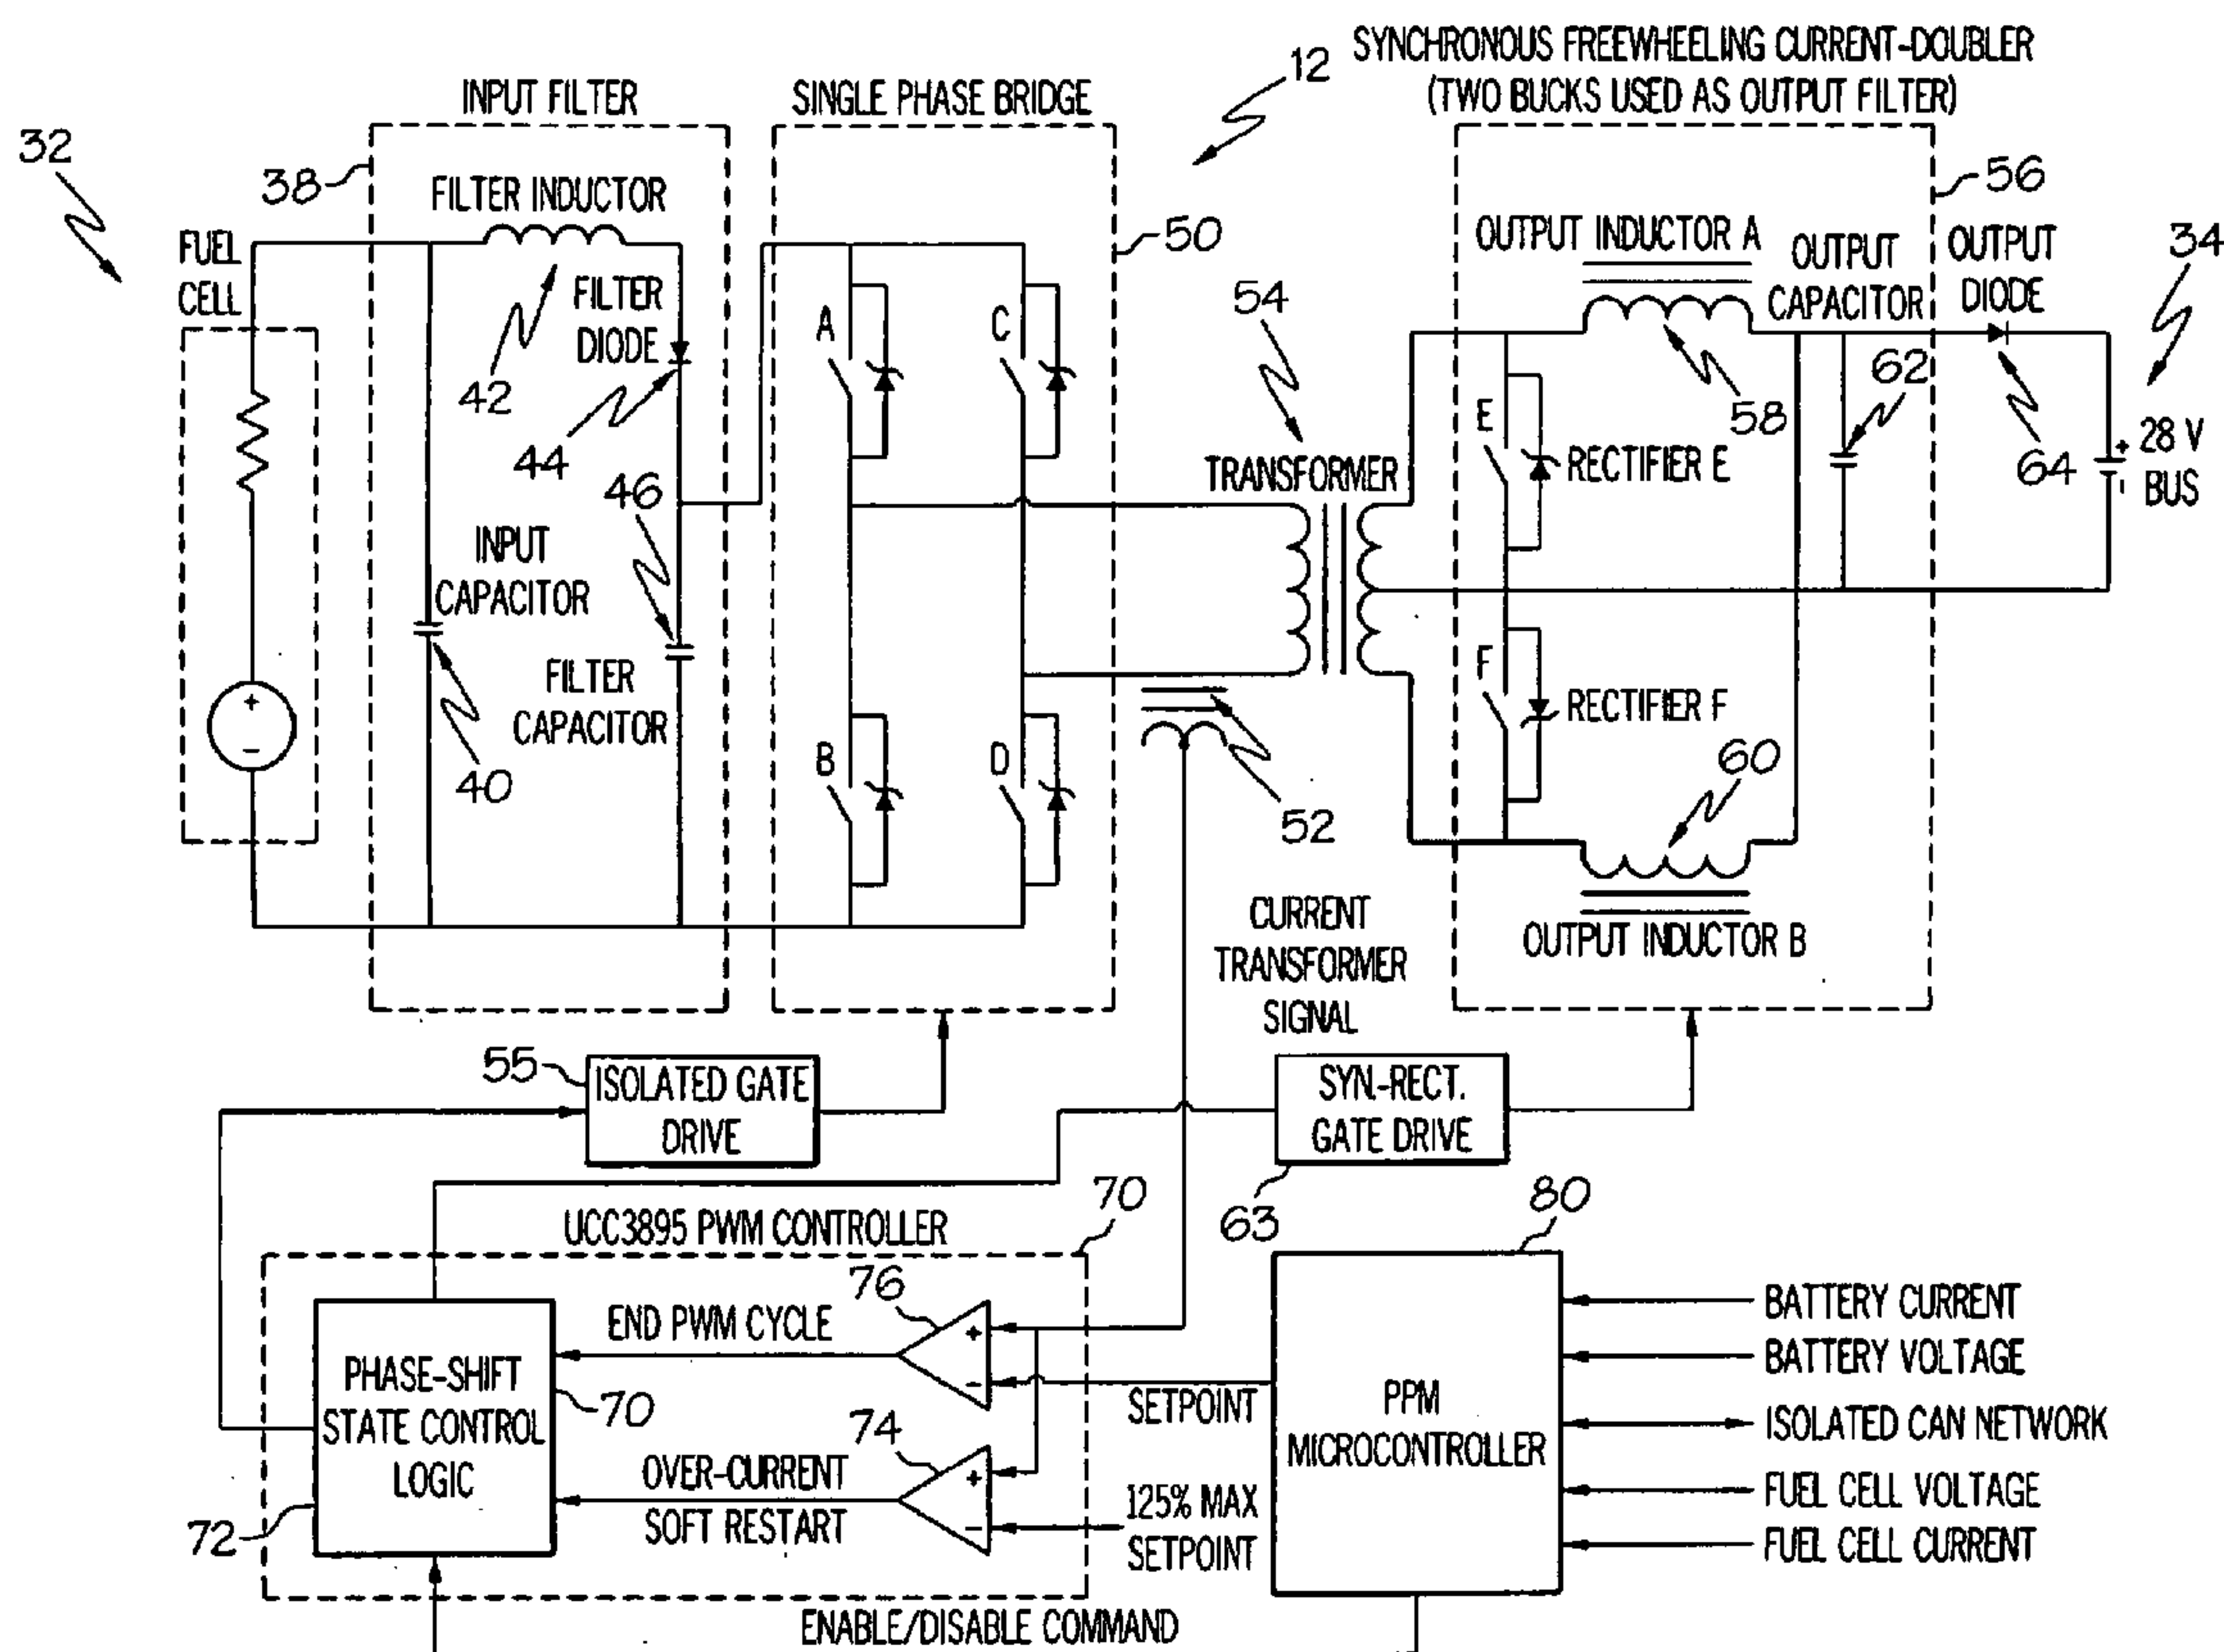 SYNCHRONOUS FREEWHEELING CURRENT-DOUBLER
(TWO BUCKS USED AS OUTPUT FILTER)
12
INPUT FILTER
SINGLE PHASE BRIDGE
32
38
FILTER INDUCTOR
50
56
FUEL
CELL
FILTER
DIODE
42
44
46
INPUT
CAPACITOR
FILTER
CAPACITOR
40
A
C
B
D
54
TRANSFORMER
52
OUTPUT INDUCTOR A
OUTPUT
CAPACITOR
OUTPUT
DIODE
34
58
62
64
E
RECTIFIER E
+ 28 V
- BUS
F
RECTIFIER F
60
OUTPUT INDUCTOR B
+
-
CURRENT
TRANSFORMER
SIGNAL
55
ISOLATED GATE
DRIVE
SYN.-RECT.
GATE DRIVE
63
UCC3895 PWM CONTROLLER
70
80
76
END PWM CYCLE
+
-
SETPOINT
PHASE-SHIFT
STATE CONTROL
LOGIC
70
72
74
OVER-CURRENT
SOFT RESTART
+
-
125% MAX
SETPOINT
PPM
MICROCONTROLLER
BATTERY CURRENT
BATTERY VOLTAGE
ISOLATED CAN NETWORK
FUEL CELL VOLTAGE
FUEL CELL CURRENT
ENABLE/DISABLE COMMAND